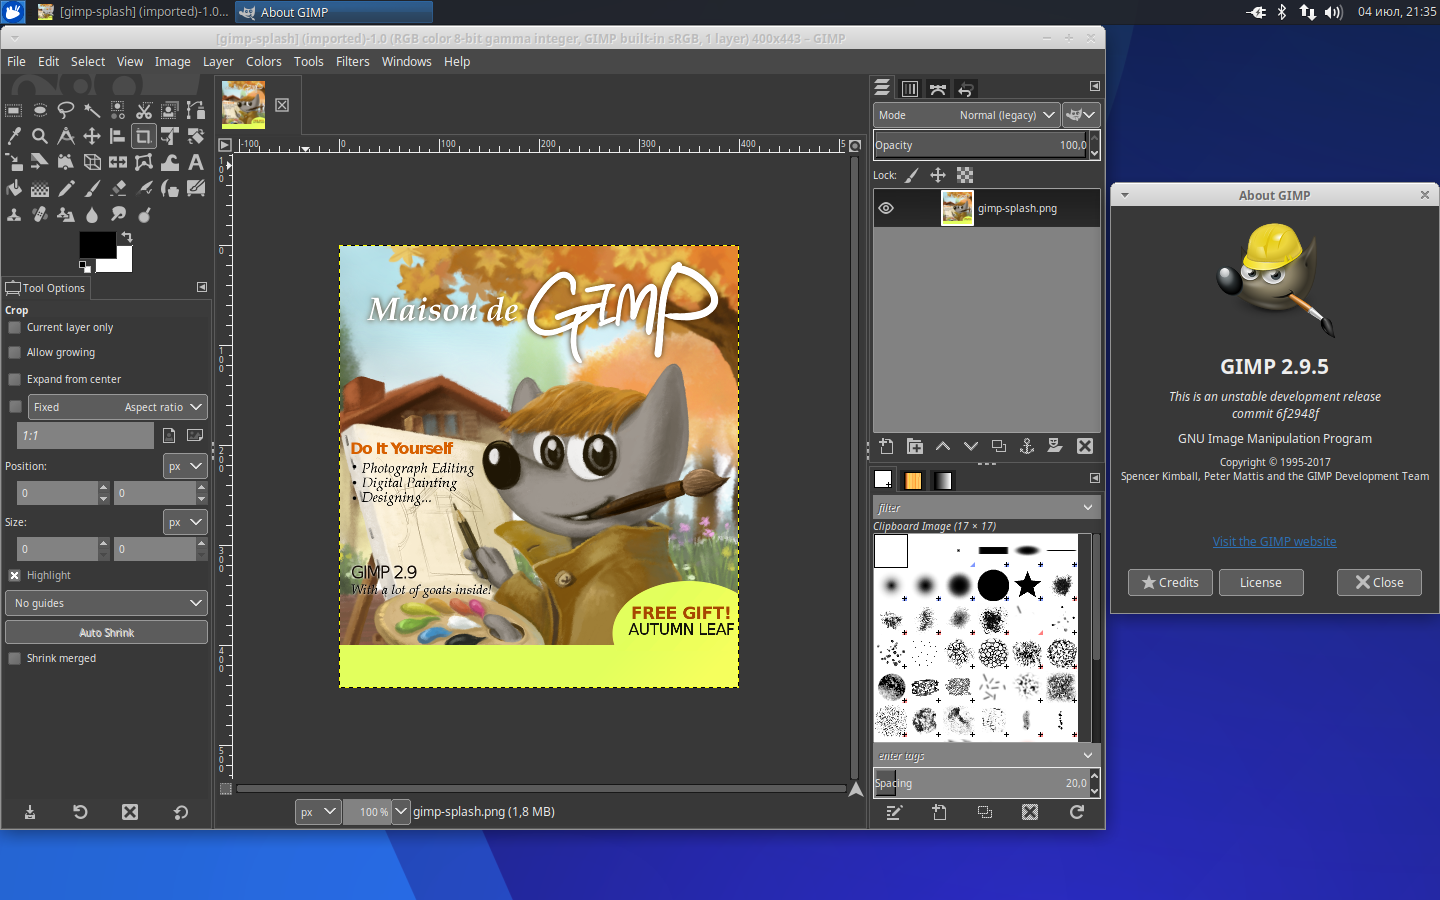 [gimp-splash] (imported)-1.0...
About GIMP
04 июл, 21:35
[gimp-splash] (imported)-1.0 (RGB color 8-bit gamma integer, GIMP built-in sRGB, 1 layer) 400x443 – GIMP
File Edit Select View Image Layer Colors Tools Filters Windows Help
-100 0 100 200 300 400 5
100
0
100
200
300
400
500
Tool Options
Crop
Current layer only
Allow growing
Expand from center
Fixed Aspect ratio
1:1
Position: px
0 0
Size: px
0 0
Highlight
No guides
Auto Shrink
Shrink merged
Maison de GIMP
Do It Yourself
• Photograph Editing
• Digital Painting
• Designing...
GIMP 2.9
With a lot of goats inside!
FREE GIFT!
AUTUMN LEAF
px 100 % gimp-splash.png (1,8 MB)
Mode Normal (legacy)
Opacity 100,0
Lock:
gimp-splash.png
filter
Clipboard Image (17 × 17)
enter tags
Spacing 20,0
About GIMP
GIMP 2.9.5
This is an unstable development release
commit 6f2948f
GNU Image Manipulation Program
Copyright © 1995-2017
Spencer Kimball, Peter Mattis and the GIMP Development Team
Visit the GIMP website
Credits License Close